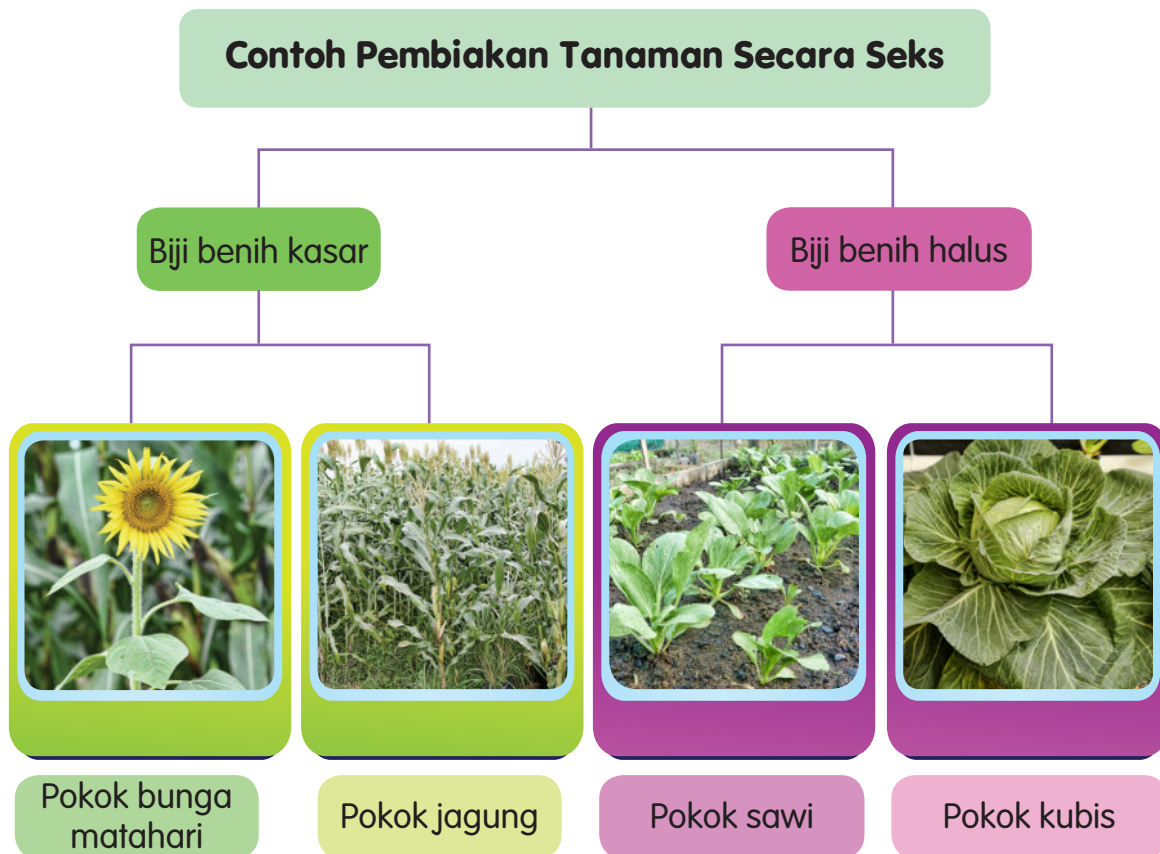 Contoh Pembiakan Tanaman Secara Seks
Biji benih kasar
Biji benih halus
Pokok bunga
matahari
Pokok jagung
Pokok sawi
Pokok kubis